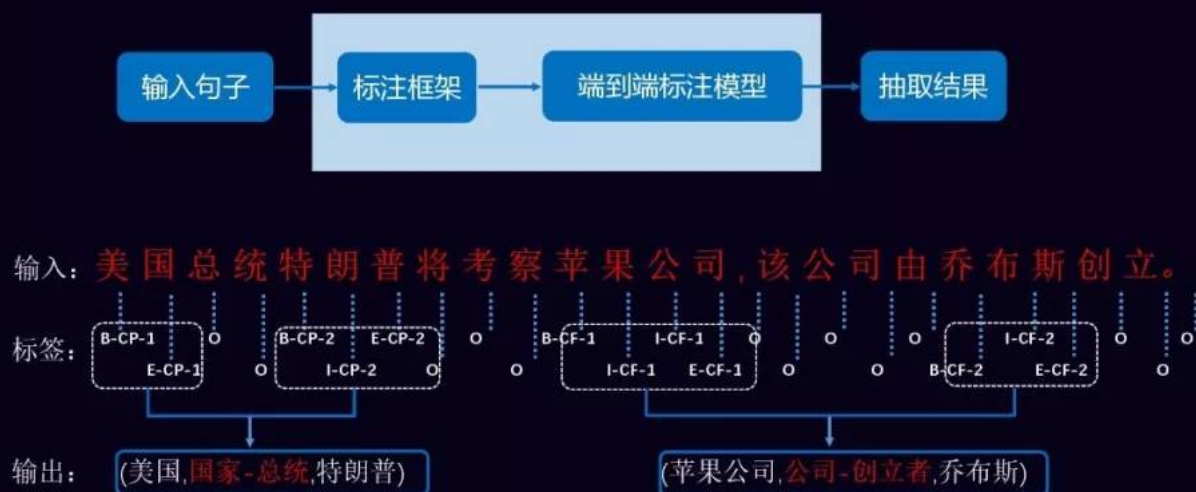 输入句子 标注框架 端到端标注模型 抽取结果
输入: 美国总统特朗普将考察苹果公司,该公司由乔布斯创立。
标签: B-CP-1 O B-CP-2 E-CP-2 O B-CF-1 I-CF-1 O O O I-CF-2 O O
E-CP-1 O I-CP-2 O O I-CF-1 E-CF-1 O O B-CF-2 E-CF-2 O
输出: (美国,国家-总统,特朗普) (苹果公司,公司-创立者,乔布斯)